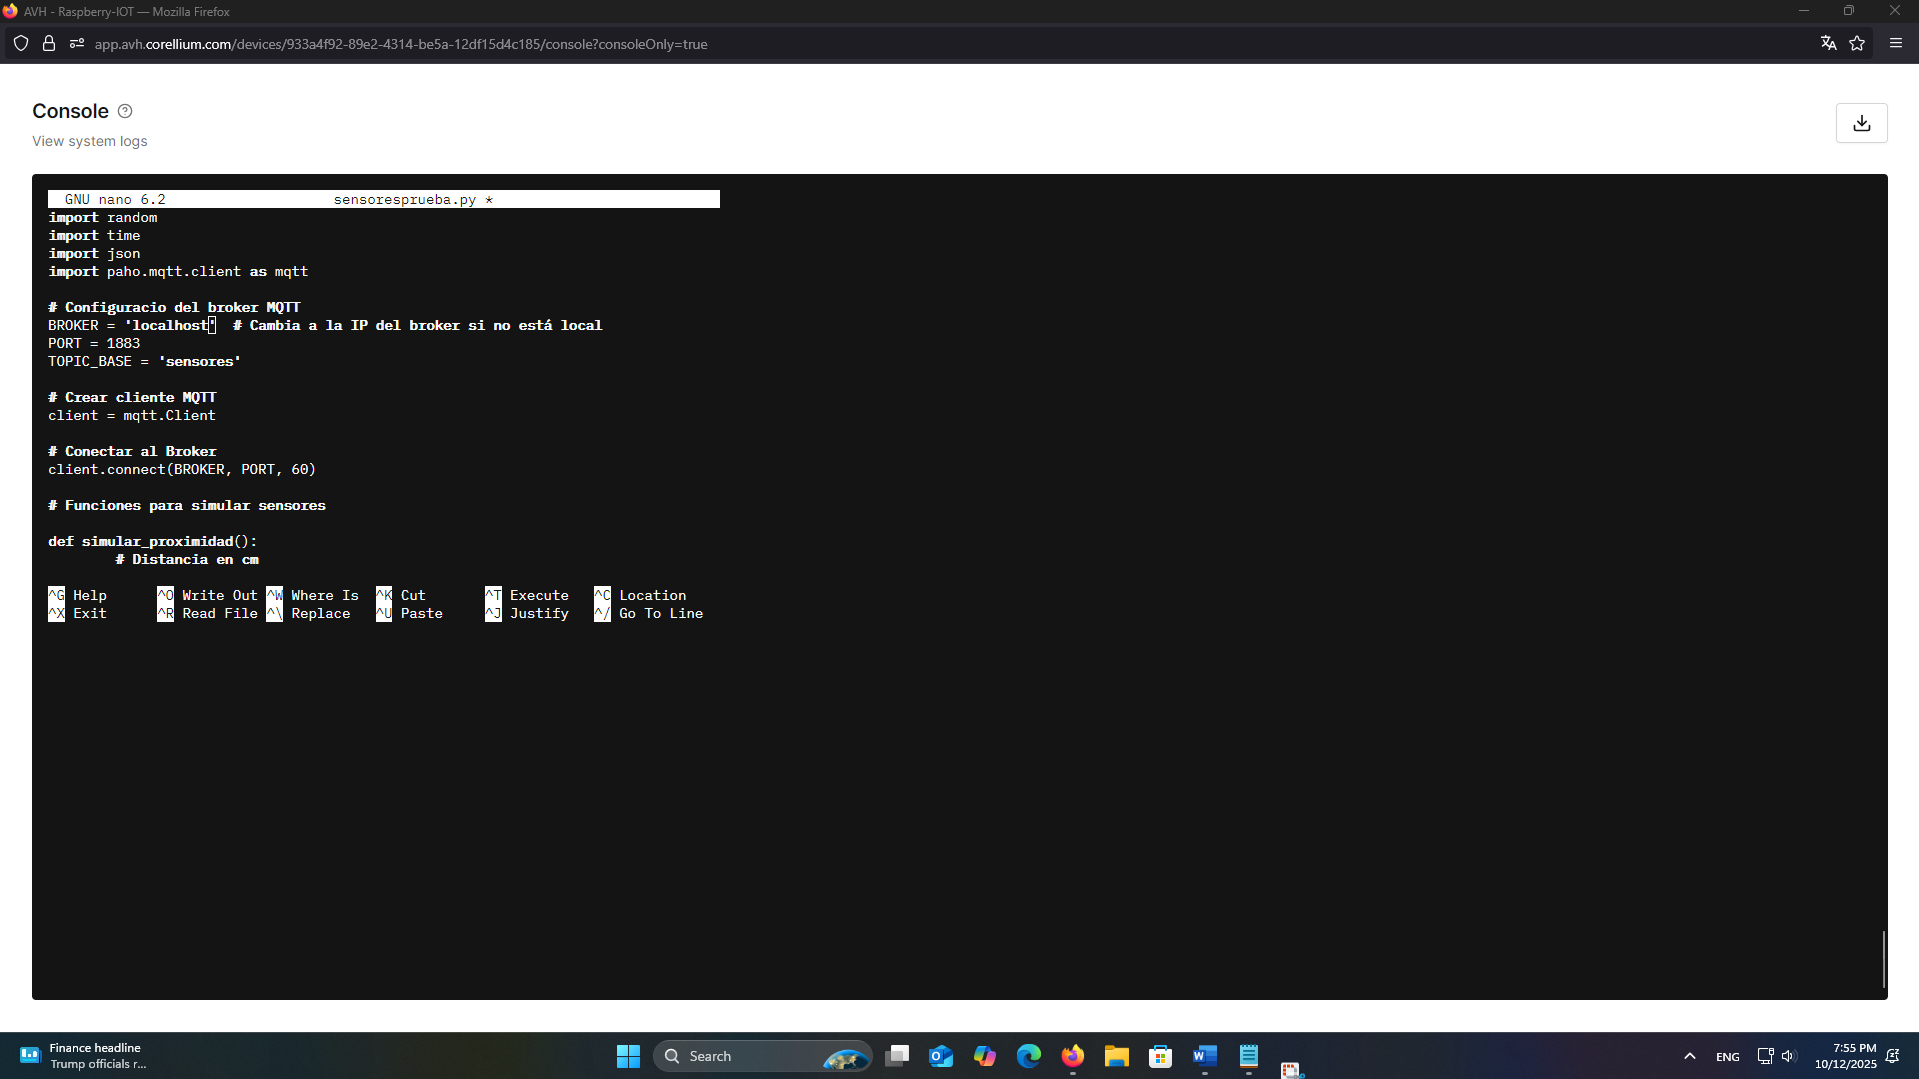 AVH - Raspberry-IOT — Mozilla Firefox
app.avh.corellium.com/devices/933a4f92-89e2-4314-be5a-12df15d4c185/console?consoleOnly=true
Console
View system logs
GNU nano 6.2 sensoresprueba.py *
import random
import time
import json
import paho.mqtt.client as mqtt
# Configuracio del broker MQTT
BROKER = 'localhost' # Cambia a la IP del broker si no está local
PORT = 1883
TOPIC_BASE = 'sensores'
# Crear cliente MQTT
client = mqtt.Client
# Conectar al Broker
client.connect(BROKER, PORT, 60)
# Funciones para simular sensores
def simular_proximidad():
# Distancia en cm
^G Help ^O Write Out ^W Where Is ^K Cut ^T Execute ^C Location
^X Exit ^R Read File ^\ Replace ^U Paste ^J Justify ^/ Go To Line
Finance headline
Trump officials r...
Search
ENG
7:55 PM
10/12/2025